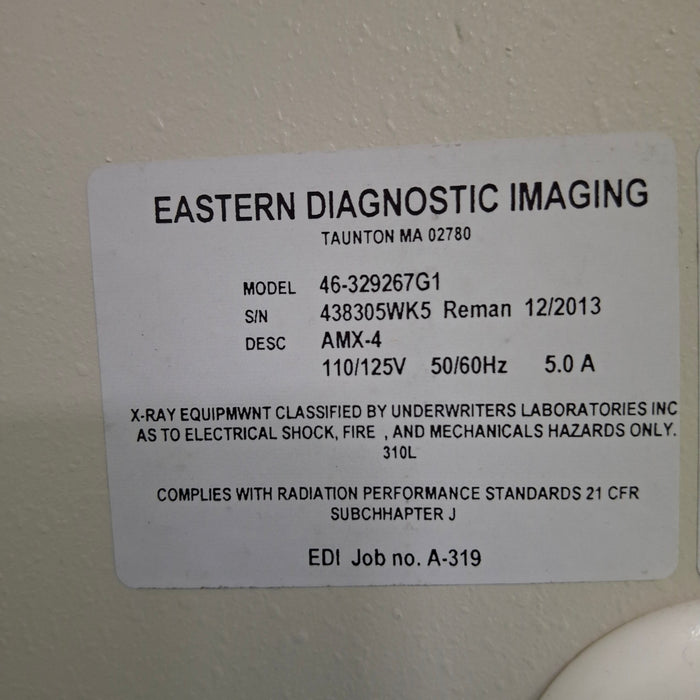 EASTERN DIAGNOSTIC IMAGING
TAUNTON MA 02780
MODEL 46-329267G1
S/N 438305WK5 Reman 12/2013
DESC AMX-4
110/125V 50/60Hz 5.0 A
X-RAY EQUIPMWNT CLASSIFIED BY UNDERWRITERS LABORATORIES INC
AS TO ELECTRICAL SHOCK, FIRE , AND MECHANICALS HAZARDS ONLY.
310L
COMPLIES WITH RADIATION PERFORMANCE STANDARDS 21 CFR
SUBCHHAPTER J
EDI Job no. A-319